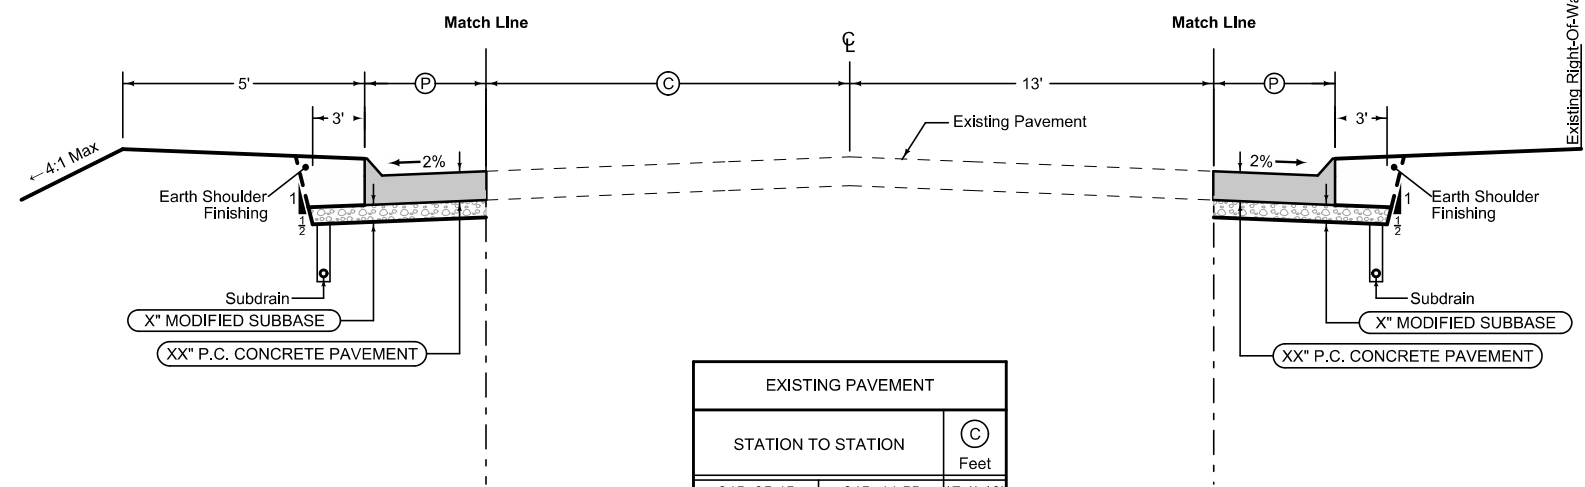 Match Line
Match Line
℄
5'
P
C
13'
P
3'
3'
Existing Pavement
Existing Right-Of-Wa
←4:1 Max
2%
2%
Earth Shoulder
Finishing
1
1/2
Earth Shoulder
Finishing
1
1/2
Subdrain
Subdrain
X" MODIFIED SUBBASE
X" MODIFIED SUBBASE
XX" P.C. CONCRETE PAVEMENT
XX" P.C. CONCRETE PAVEMENT
EXISTING PAVEMENT
STATION TO STATION
C
Feet